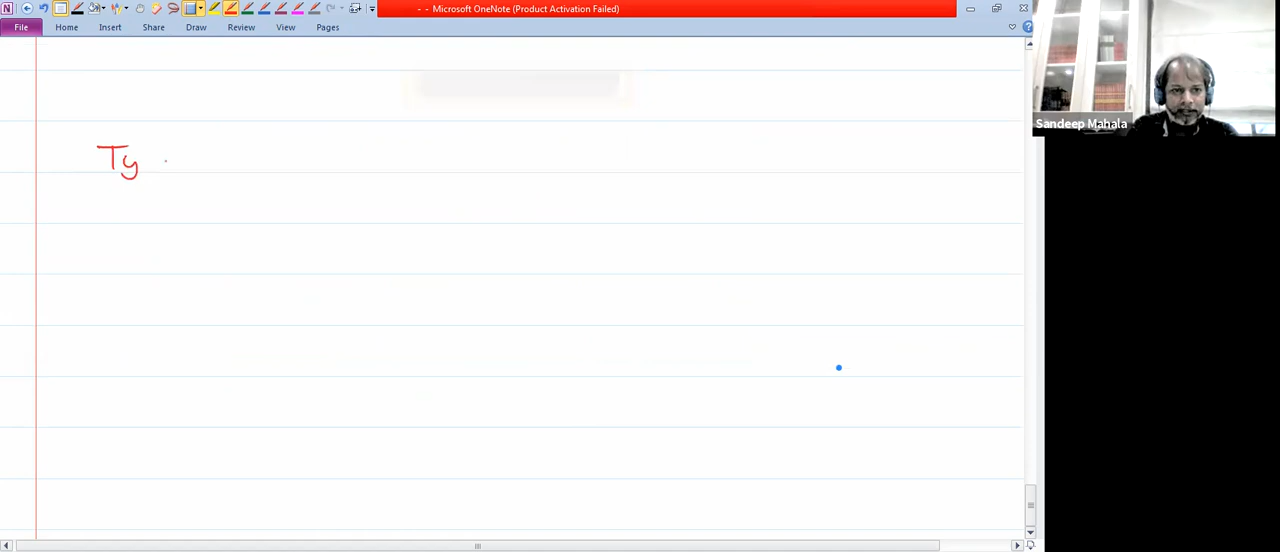 - - Microsoft OneNote (Product Activation Failed)
File Home Insert Share Draw Review View Pages
Sandeep Mahala
Ty